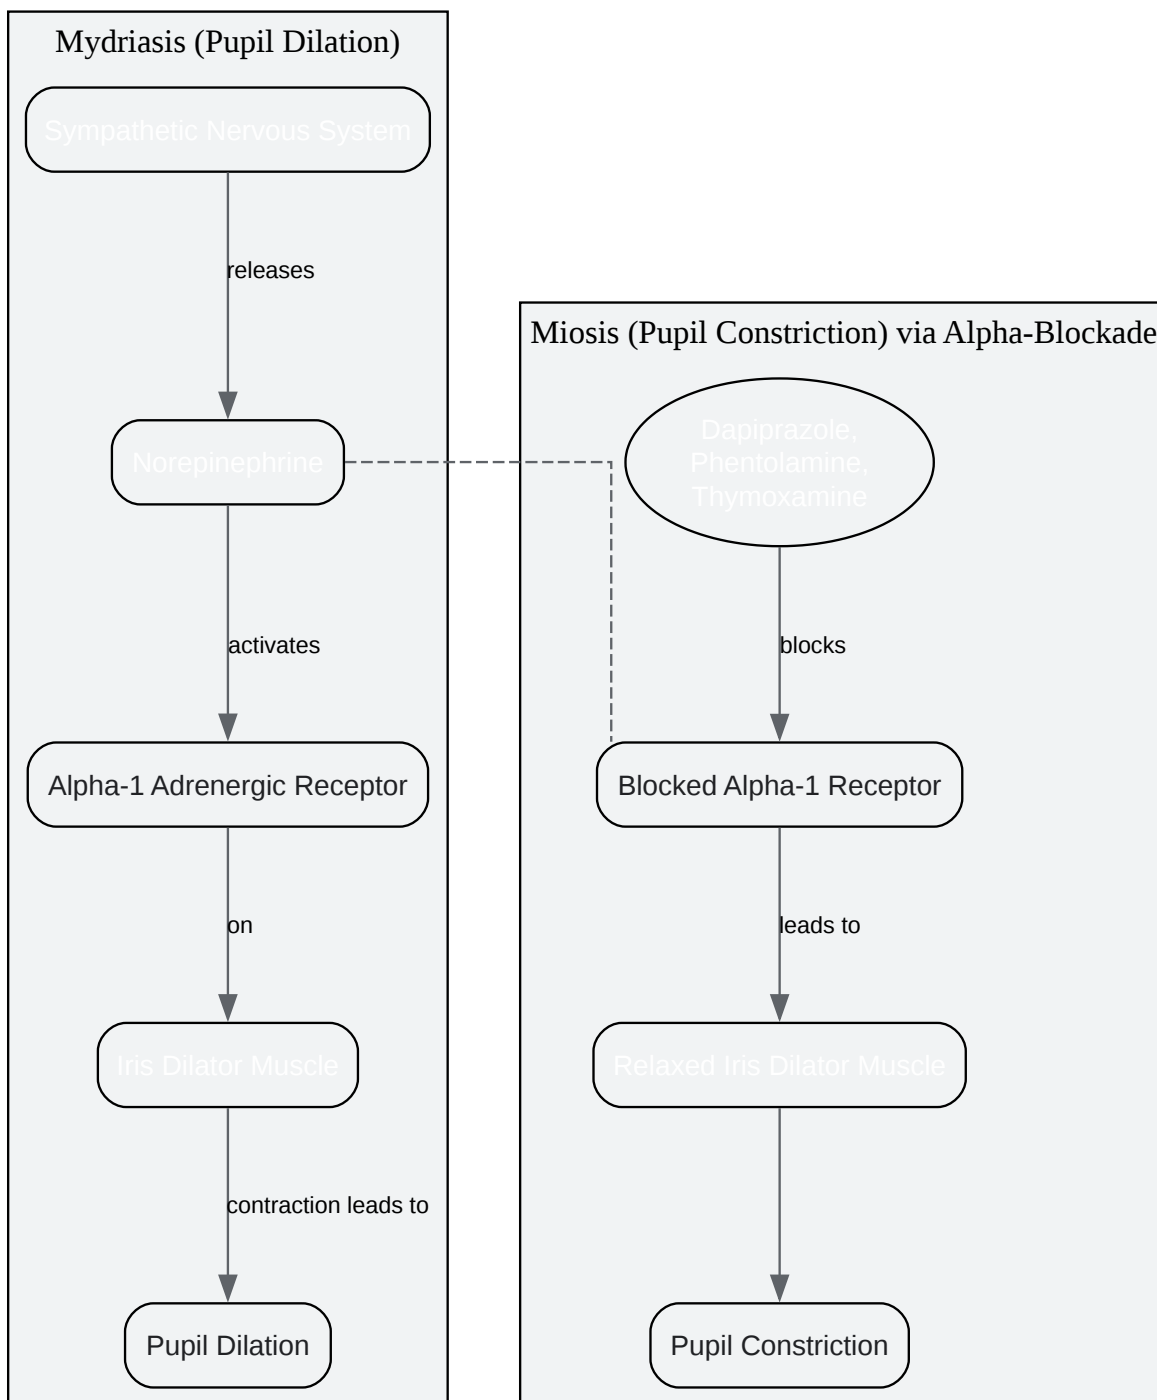 Mydriasis (Pupil Dilation)
Sympathetic Nervous System
releases
Norepinephrine
activates
Alpha-1 Adrenergic Receptor
on
Iris Dilator Muscle
contraction leads to
Pupil Dilation
Miosis (Pupil Constriction) via Alpha-Blockade
Dapiprazole,
Phentolamine,
Thymoxamine
blocks
Blocked Alpha-1 Receptor
leads to
Relaxed Iris Dilator Muscle
Pupil Constriction